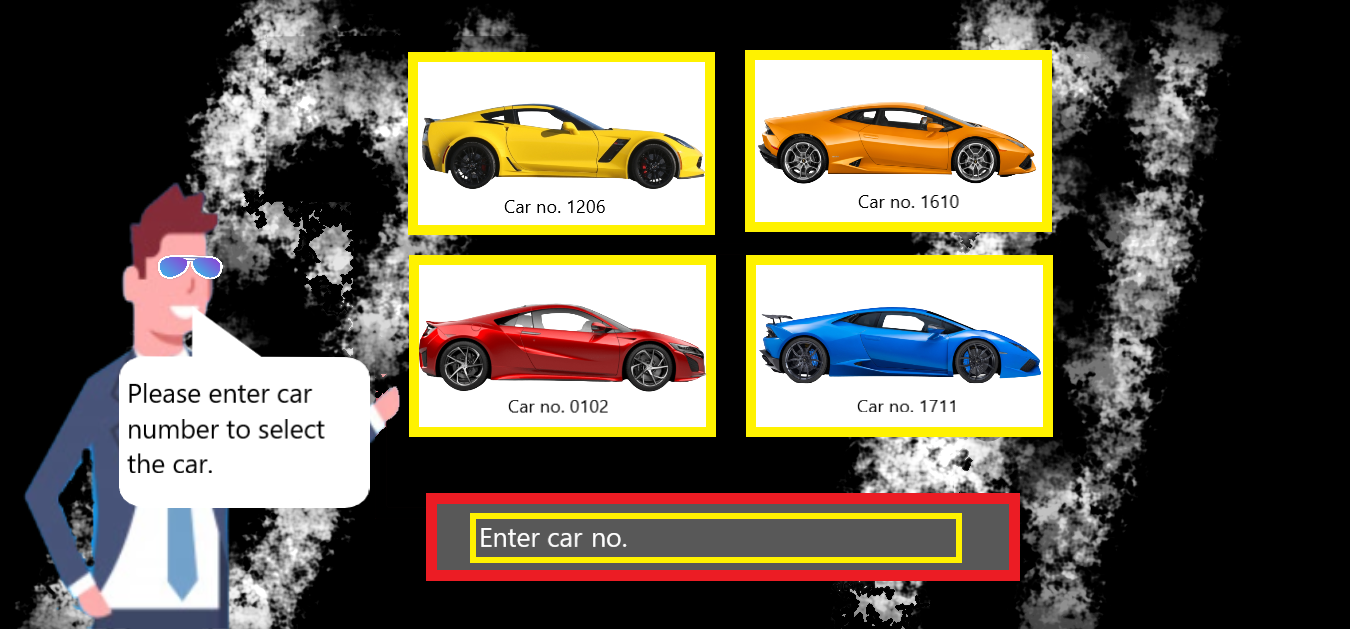 Car no. 1206
Car no. 1610
Car no. 0102
Car no. 1711
Please enter car
number to select
the car.
Enter car no.